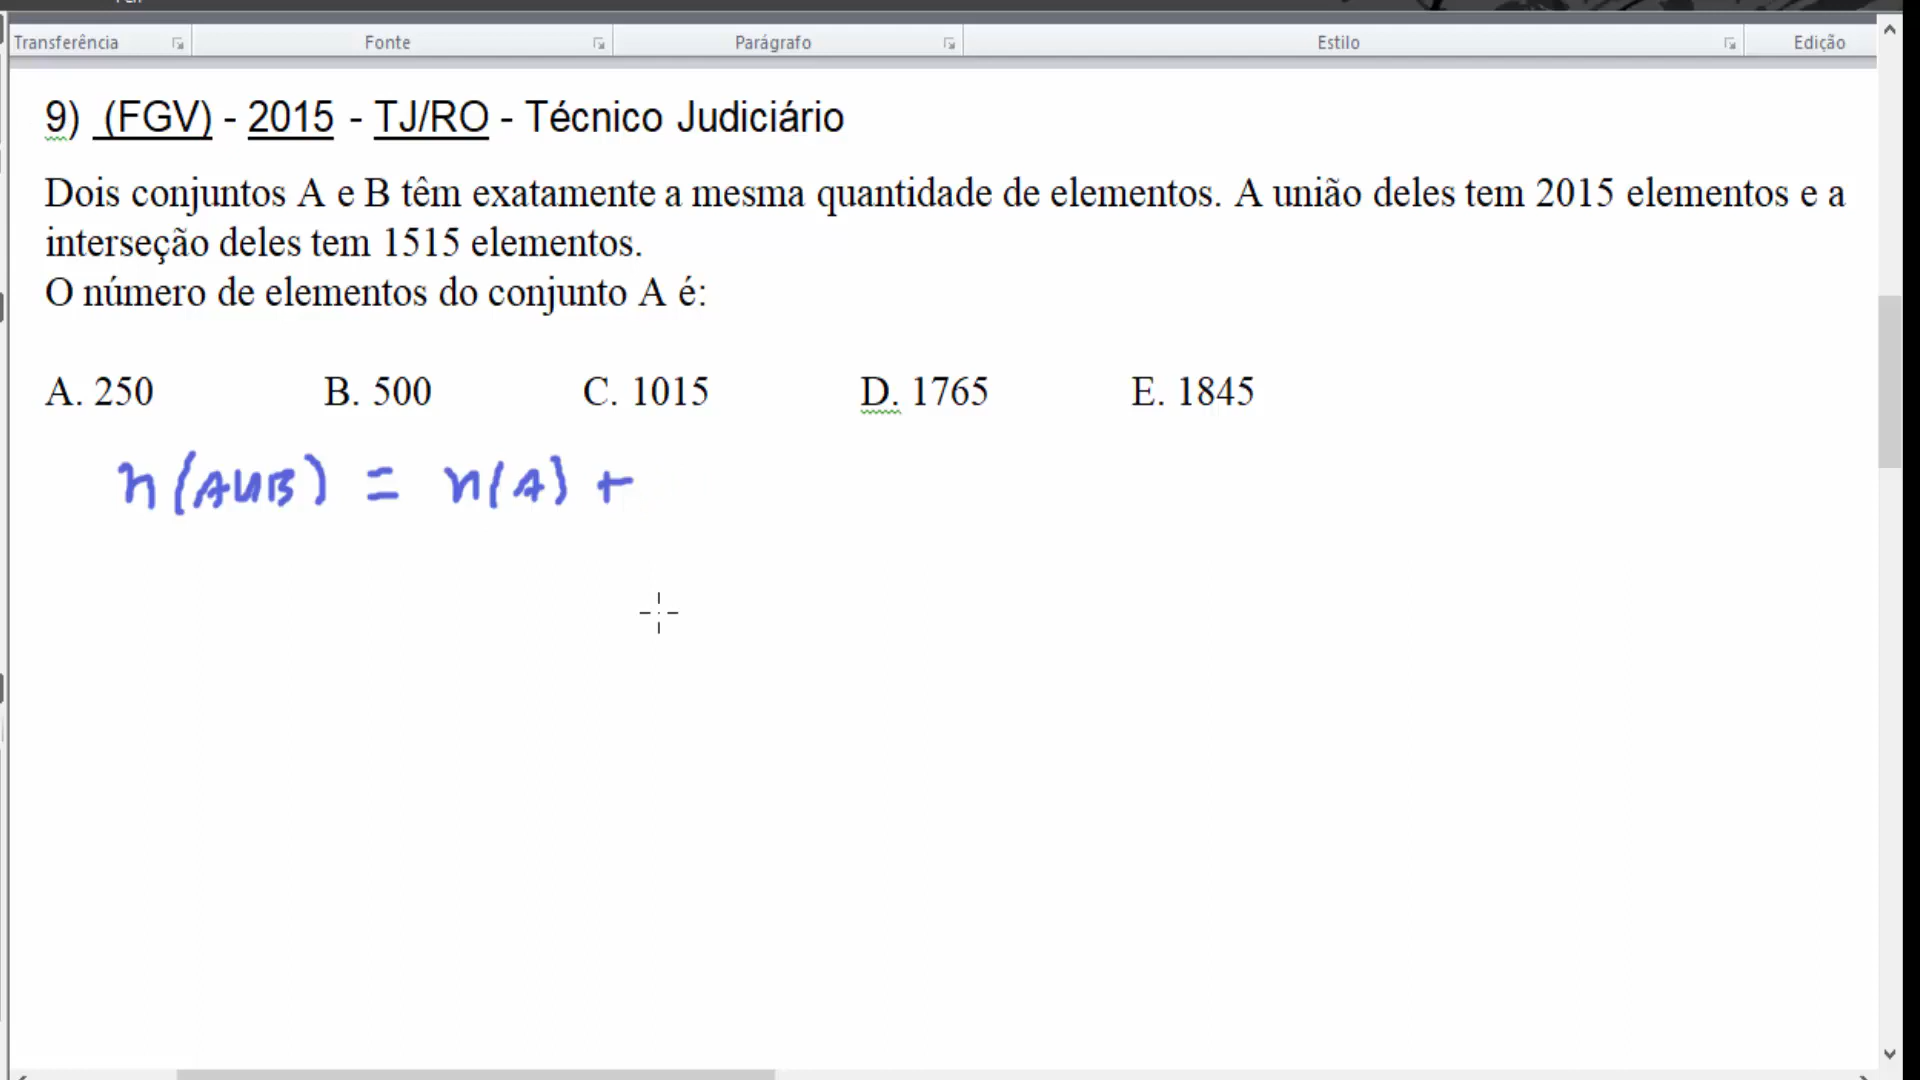 Transferência Fonte Parágrafo Estilo Edição
9) (FGV) - 2015 - TJ/RO - Técnico Judiciário
Dois conjuntos A e B têm exatamente a mesma quantidade de elementos. A união deles tem 2015 elementos e a
interseção deles tem 1515 elementos.
O número de elementos do conjunto A é:
A. 250 B. 500 C. 1015 D. 1765 E. 1845
n(A∪B) = n(A) +